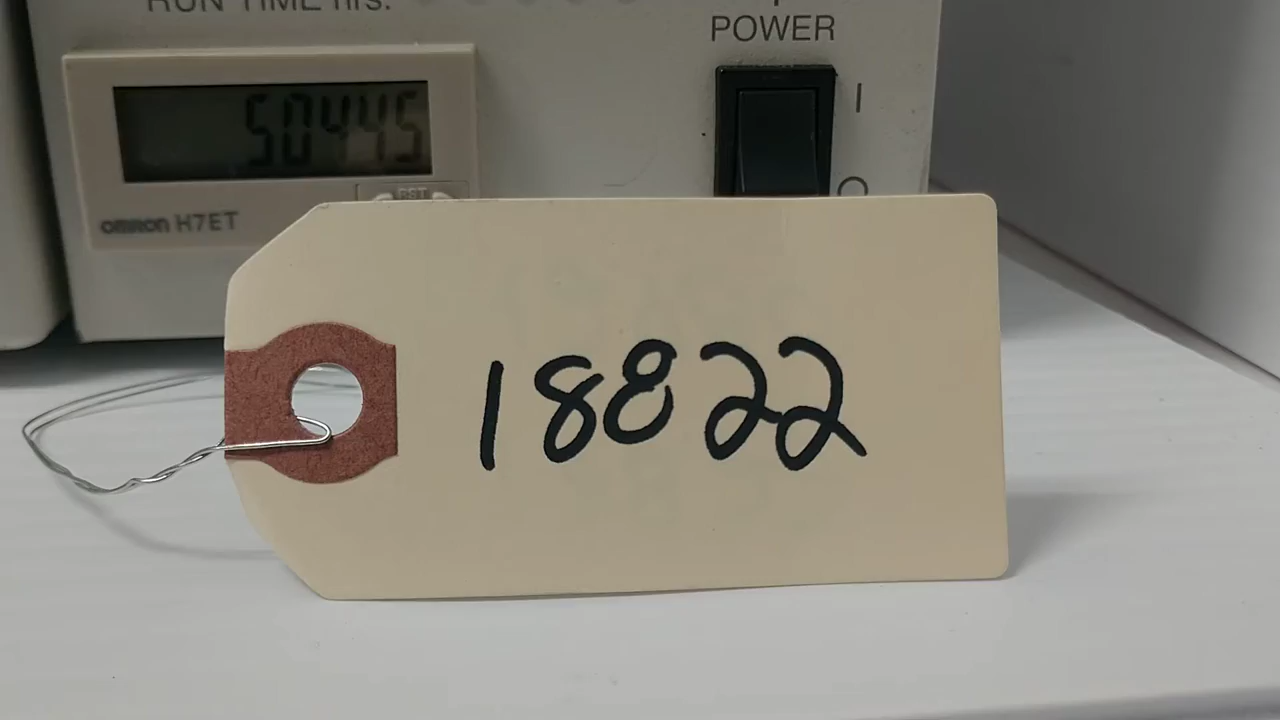 RUN TIME hrs.
POWER
50445
I
O
RST
OMRON H7ET
18822